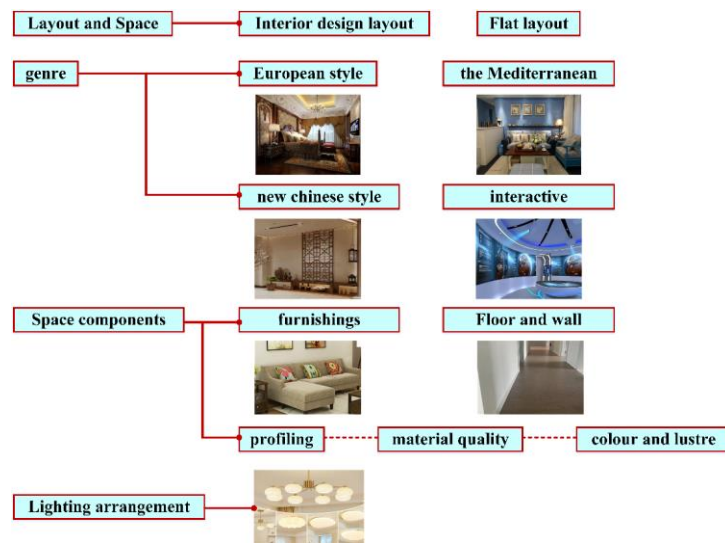 Layout and Space
Interior design layout
Flat layout
genre
European style
the Mediterranean
new chinese style
interactive
Space components
furnishings
Floor and wall
profiling
material quality
colour and lustre
Lighting arrangement